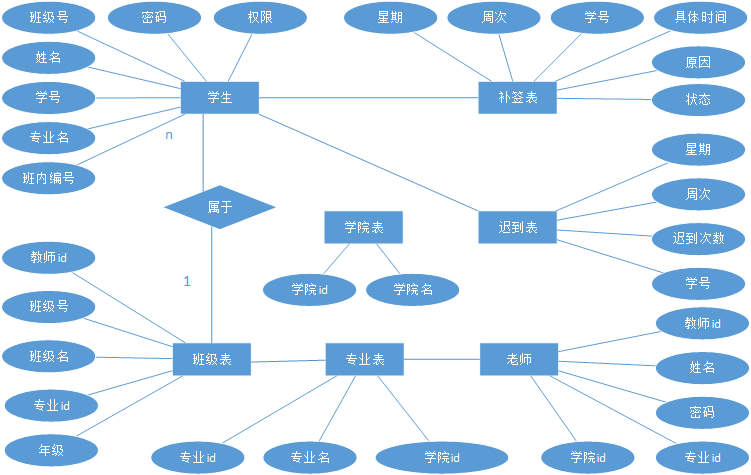 班级号
密码
权限
星期
周次
学号
具体时间
姓名
原因
学号
学生
补签表
状态
专业名
n
星期
班内编号
周次
属于
学院表
迟到表
迟到次数
教师id
1
学院id
学院名
学号
班级号
教师id
班级名
班级表
专业表
老师
姓名
专业id
密码
年级
专业id
专业名
学院id
学院id
专业id